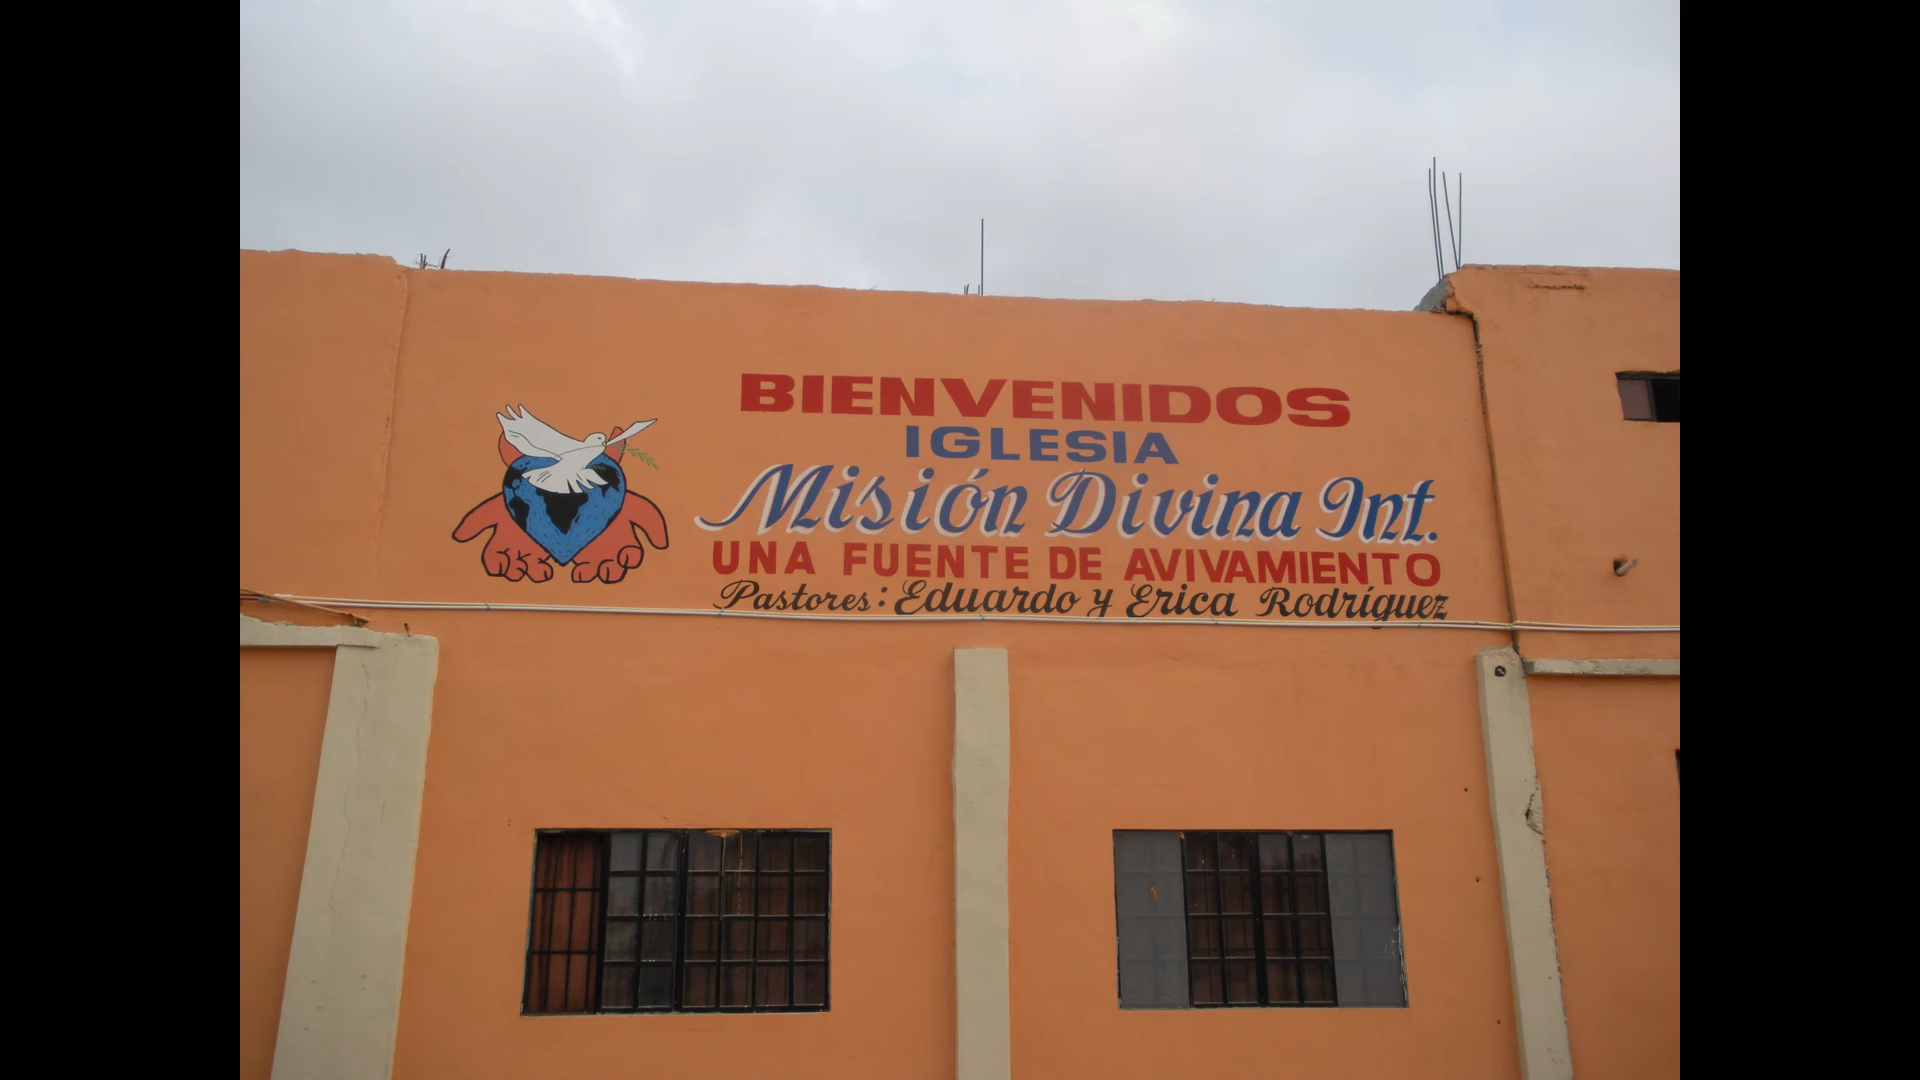 BIENVENIDOS
IGLESIA
Misión Divina Int.
UNA FUENTE DE AVIVAMIENTO
Pastores: Eduardo y Erica Rodríguez